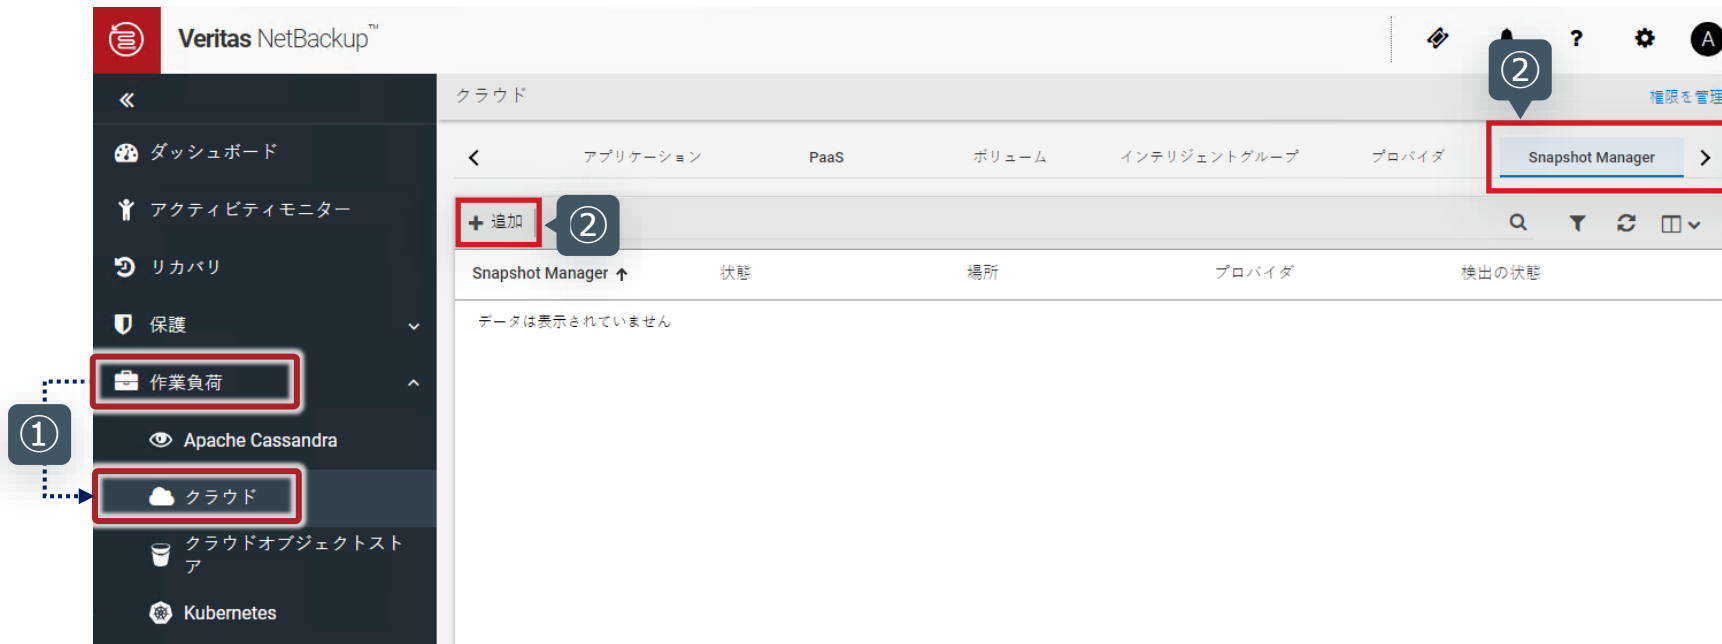 Veritas NetBackup™
A
②
クラウド
権限を管理
ダッシュボード
アプリケーション PaaS ボリューム インテリジェントグループ プロバイダ Snapshot Manager
アクティビティモニター
追加 ②
リカバリ
Snapshot Manager 状態 場所 プロバイダ 検出の状態
保護
データは表示されていません
作業負荷
①
Apache Cassandra
クラウド
クラウドオブジェクトスト
ア
Kubernetes